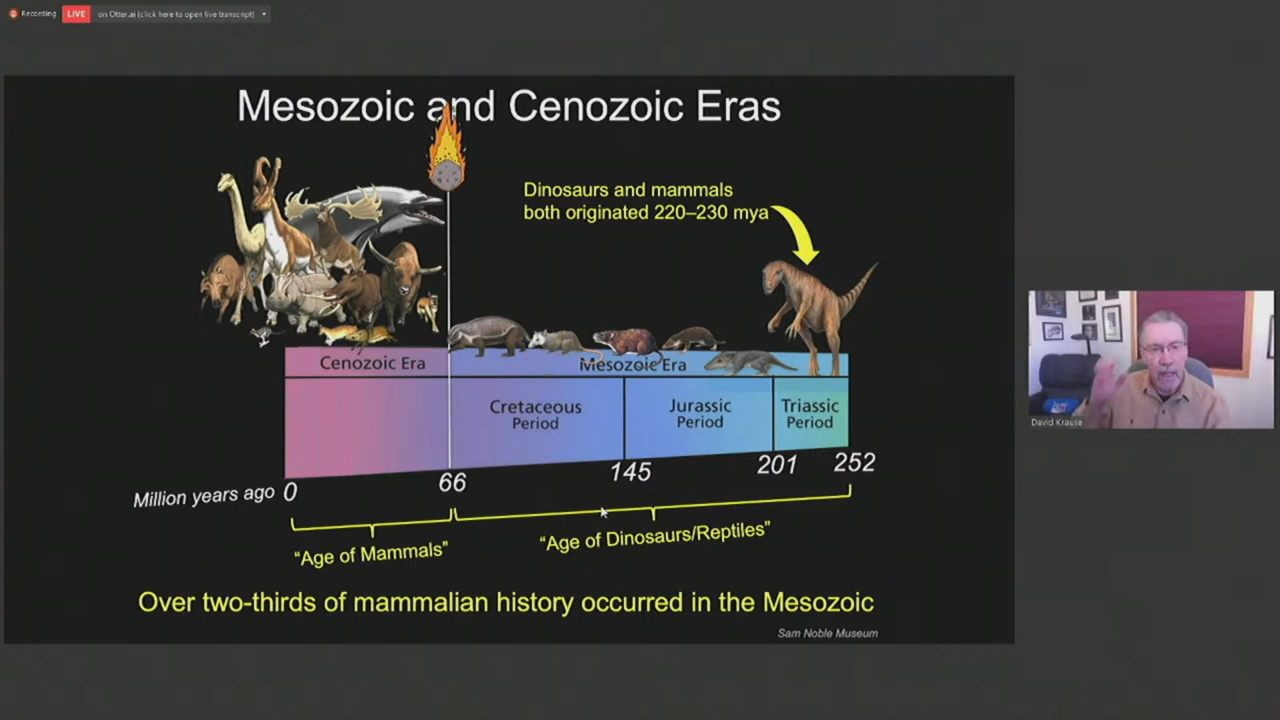 Recording
LIVE
on Otter.ai (click here to open live transcript)
Mesozoic and Cenozoic Eras
Dinosaurs and mammals
both originated 220–230 mya
Cenozoic Era
Mesozoic Era
Cretaceous
Period
Jurassic
Period
Triassic
Period
Million years ago 0
66
145
201
252
“Age of Mammals”
“Age of Dinosaurs/Reptiles”
Over two-thirds of mammalian history occurred in the Mesozoic
Sam Noble Museum
David Krause